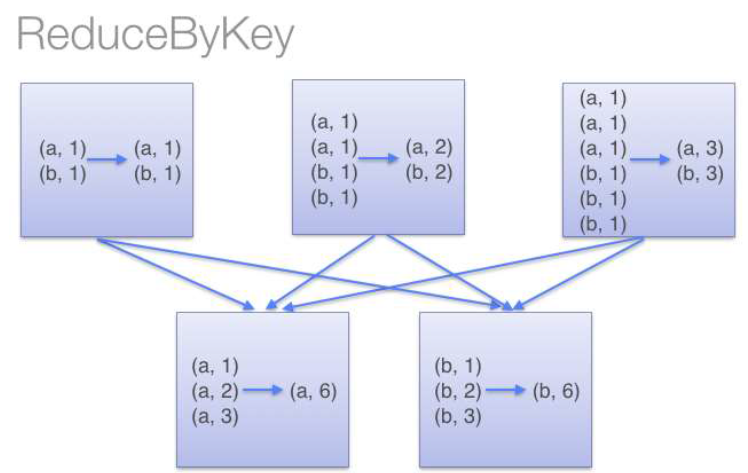 ReduceByKey
(a, 1) (a, 1)
(b, 1) (b, 1)
(a, 1)
(a, 1) (a, 2)
(b, 1) (b, 2)
(b, 1)
(a, 1)
(a, 1)
(a, 1) (a, 3)
(b, 1) (b, 3)
(b, 1)
(b, 1)
(a, 1)
(a, 2) (a, 6)
(a, 3)
(b, 1)
(b, 2) (b, 6)
(b, 3)